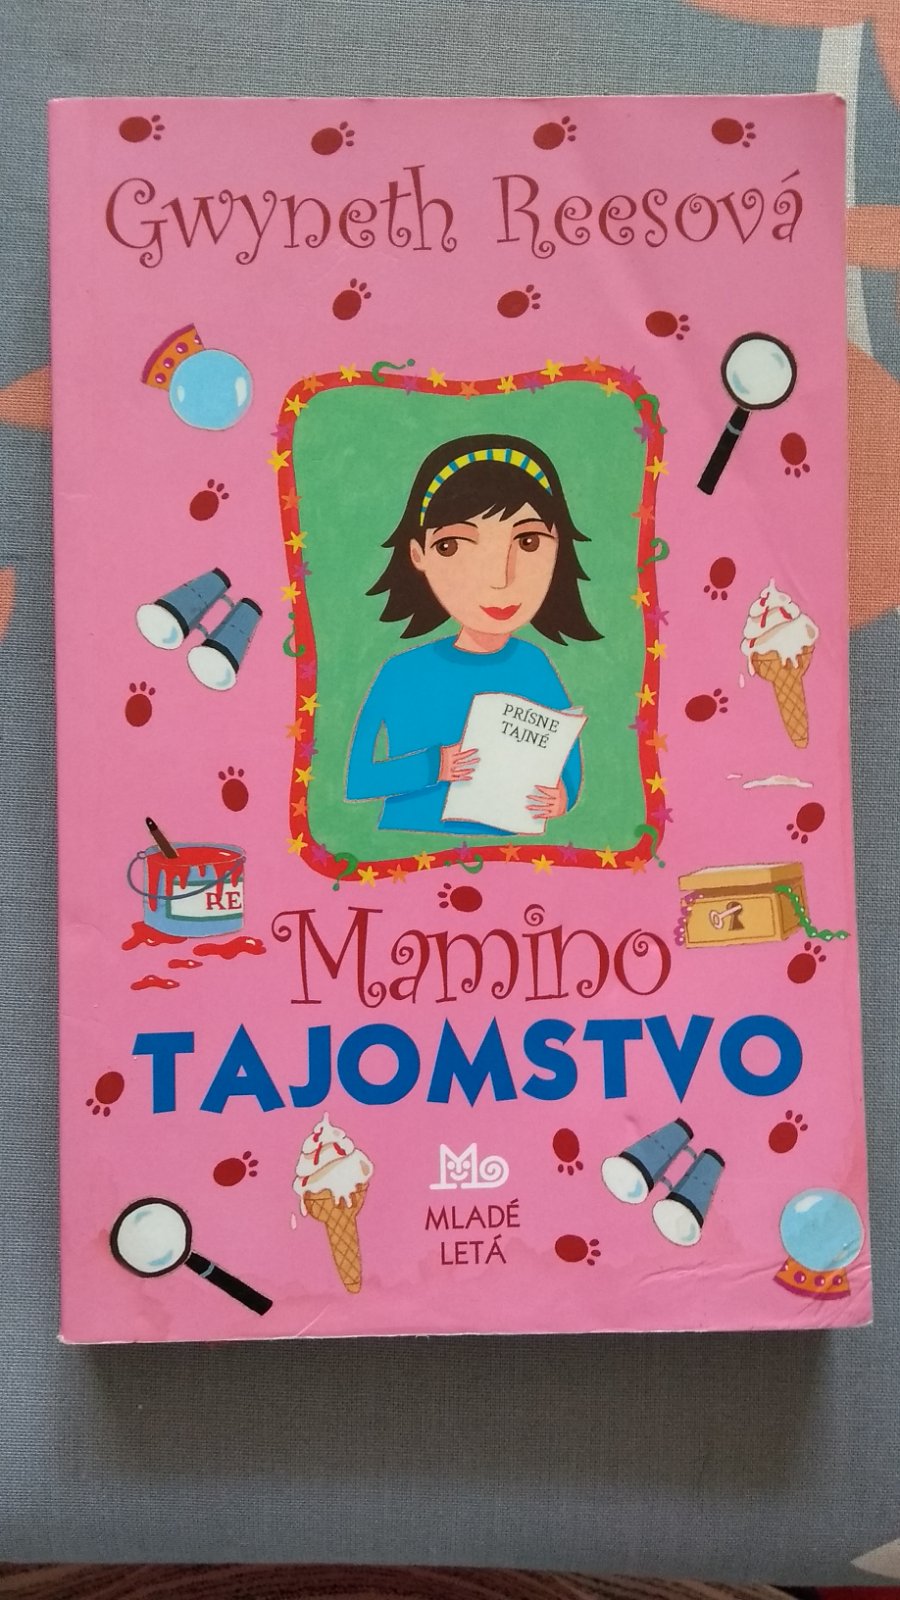 Gwyneth Reesová
PRÍSNE
TAJNÉ
RE
Mamino
TAJOMSTVO
MLADÉ
LETÁ